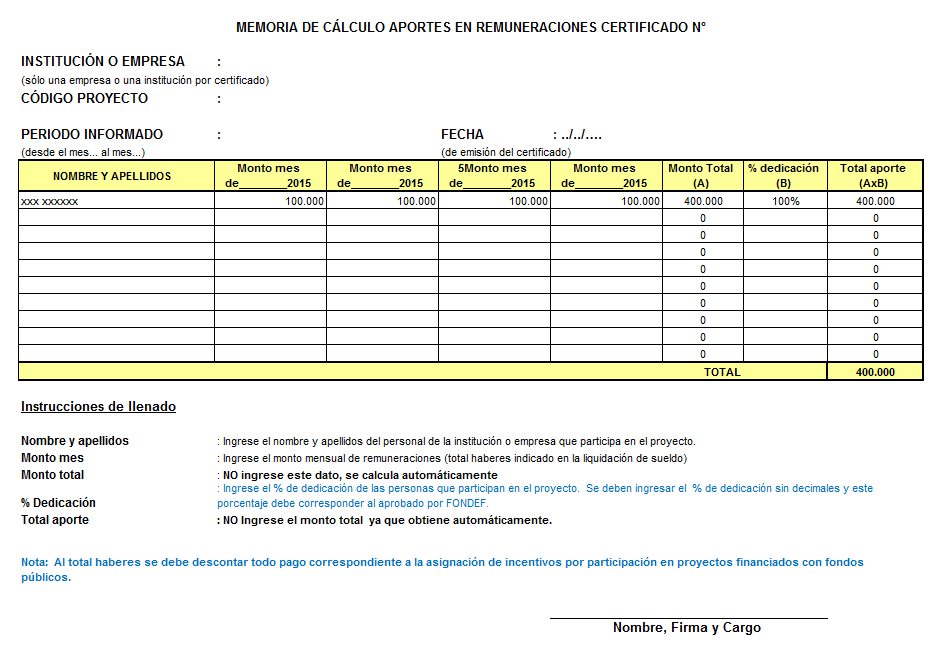 MEMORIA DE CÁLCULO APORTES EN REMUNERACIONES CERTIFICADO N°
INSTITUCIÓN O EMPRESA :
(sólo una empresa o una institución por certificado)
CÓDIGO PROYECTO :
PERIODO INFORMADO : FECHA : ../../....
(desde el mes... al mes...) (de emisión del certificado)
NOMBRE Y APELLIDOS Monto mes de________2015 Monto mes de________2015 5Monto mes de________2015 Monto mes de________2015 Monto Total (A) % dedicación (B) Total aporte (AxB)
xxx xxxxxx 100.000 100.000 100.000 100.000 400.000 100% 400.000
0 0
0 0
0 0
0 0
0 0
0 0
0 0
0 0
0 0
TOTAL 400.000
Instrucciones de llenado
Nombre y apellidos : Ingrese el nombre y apellidos del personal de la institución o empresa que participa en el proyecto.
Monto mes : Ingrese el monto mensual de remuneraciones (total haberes indicado en la liquidación de sueldo)
Monto total : NO ingrese este dato, se calcula automáticamente
: Ingrese el % de dedicación de las personas que participan en el proyecto. Se deben ingresar el % de dedicación sin decimales y este
% Dedicación porcentaje debe corresponder al aprobado por FONDEF.
Total aporte : NO Ingrese el monto total ya que obtiene automáticamente.
Nota: Al total haberes se debe descontar todo pago correspondiente a la asignación de incentivos por participación en proyectos financiados con fondos
públicos.
Nombre, Firma y Cargo